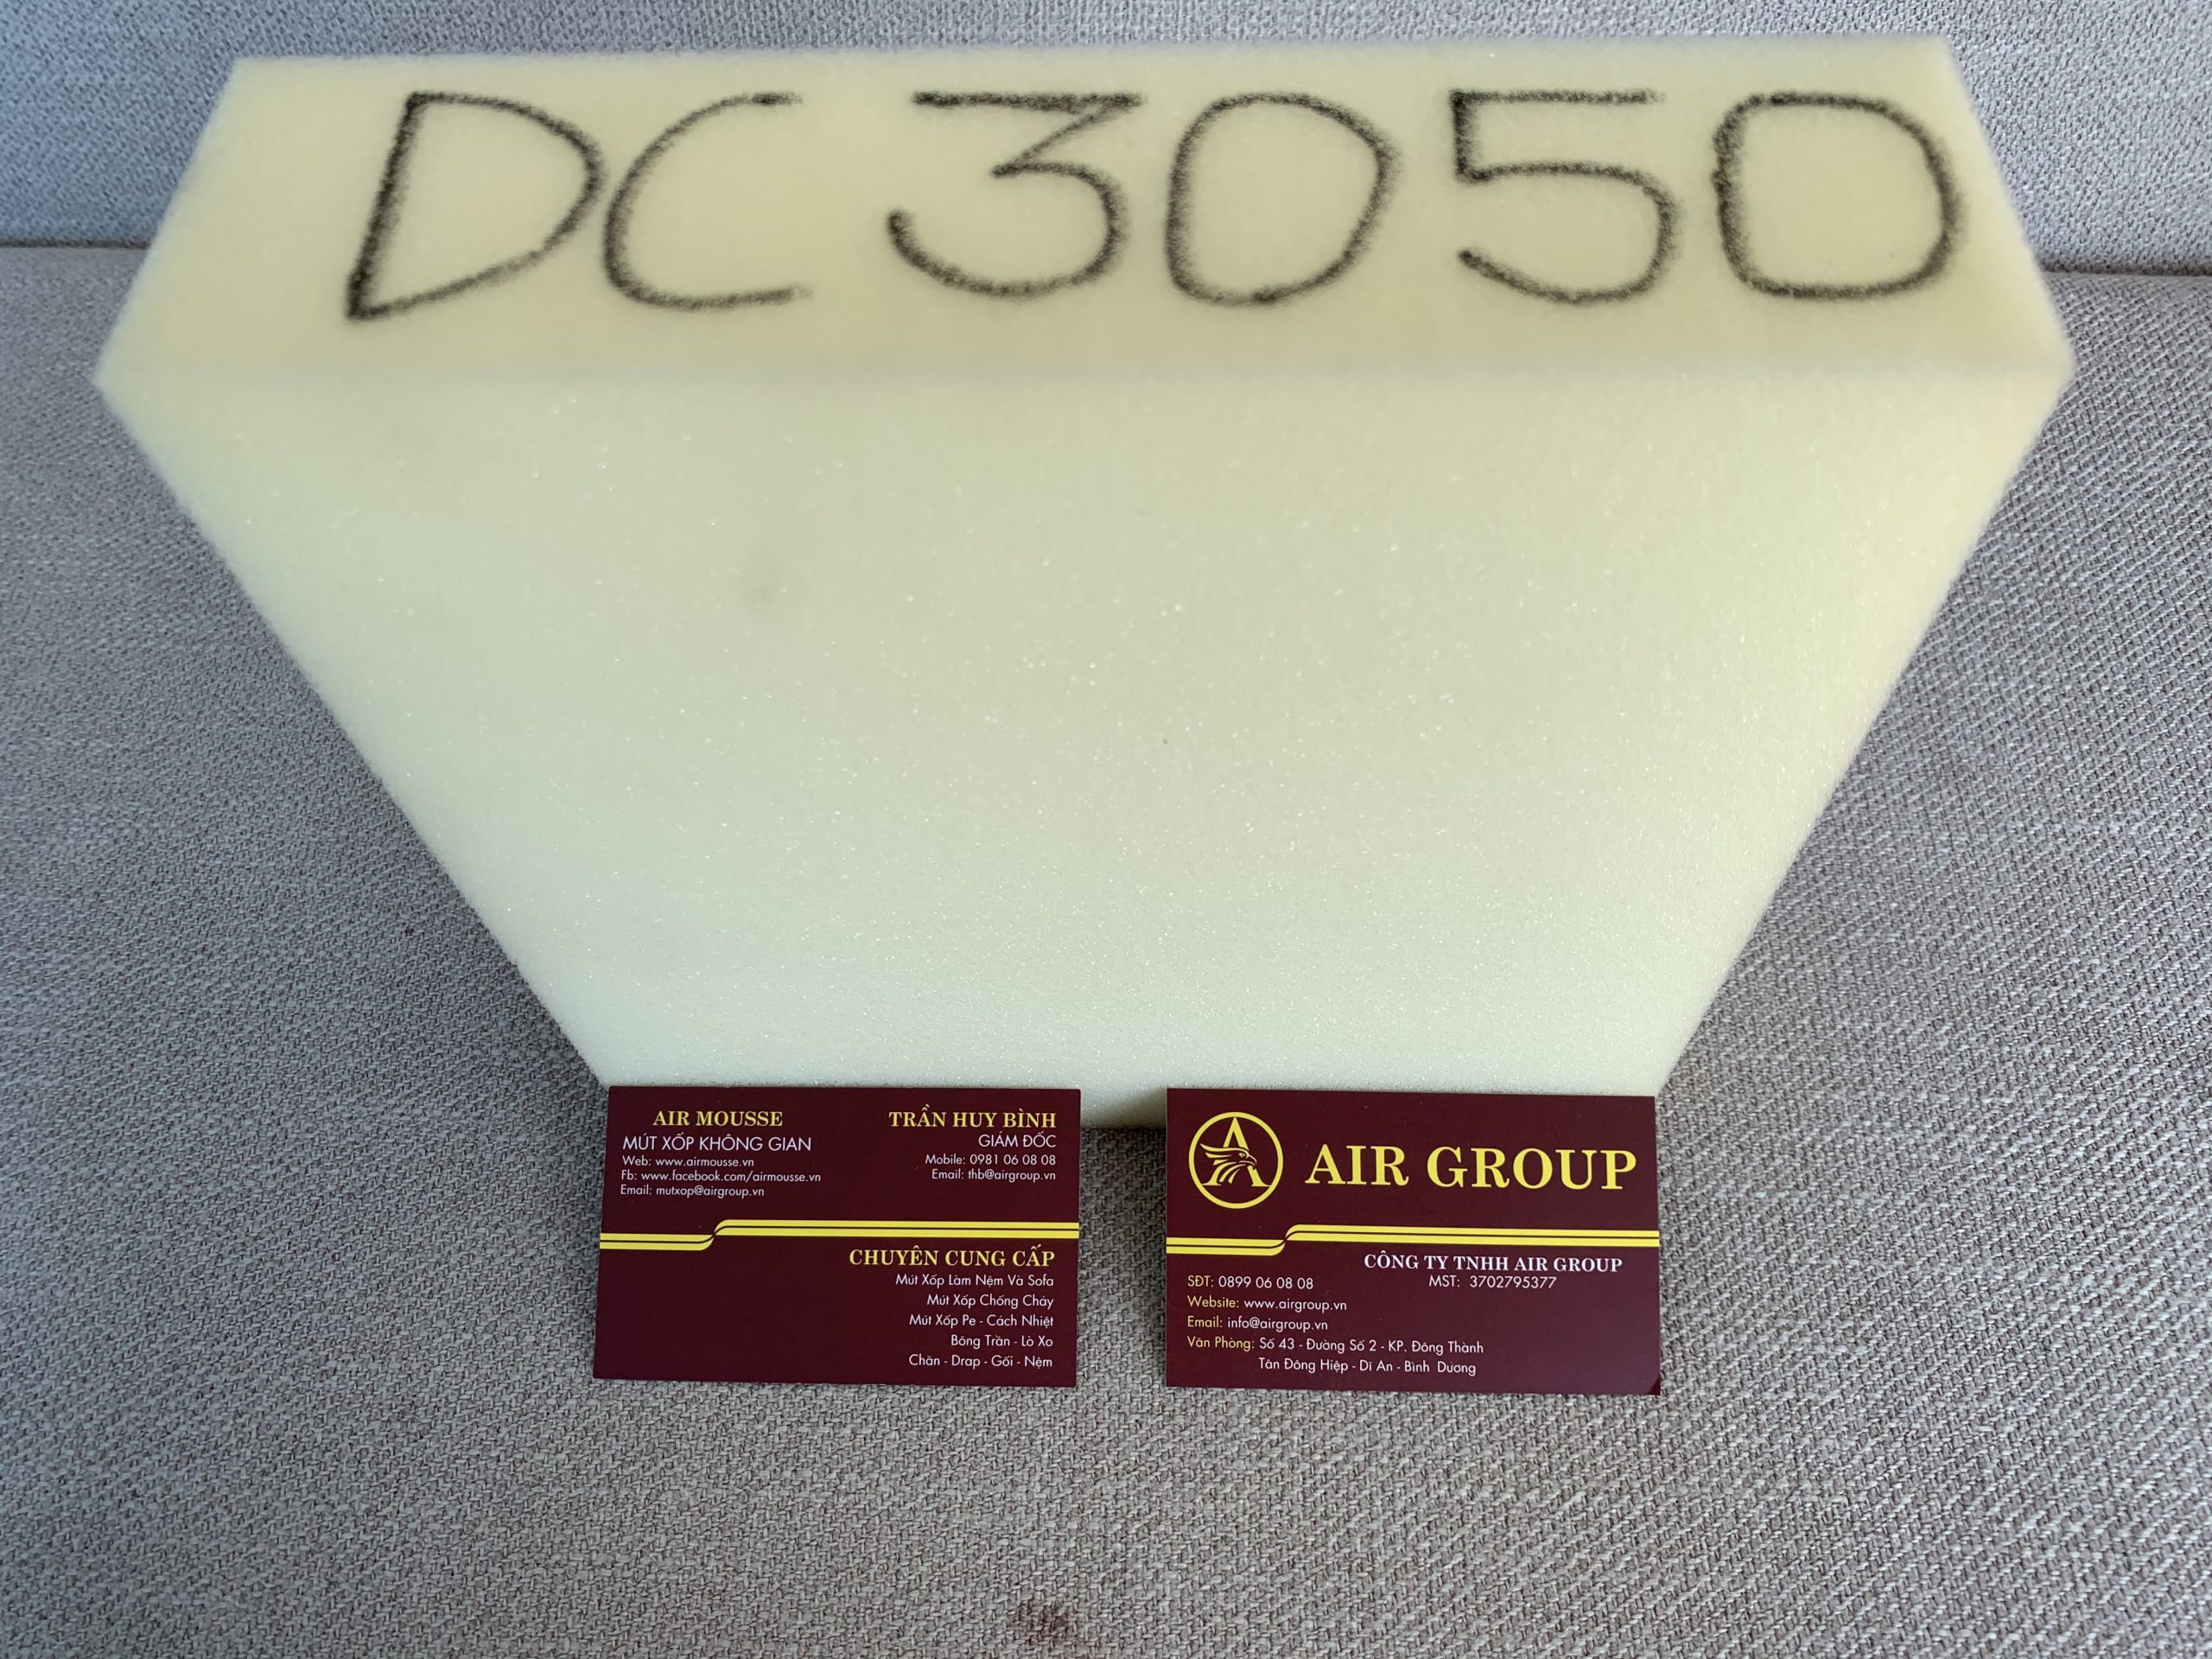 DC 3050
AIR MOUSSE
MÚT XỐP KHÔNG GIAN
Web: www.airmousse.vn
Fb: www.facebook.com/airmousse.vn
Email: mutxop@airgroup.vn
TRẦN HUY BÌNH
GIÁM ĐỐC
Mobile: 0981 06 08 08
Email: thb@airgroup.vn
CHUYÊN CUNG CẤP
Mút Xốp Làm Nệm Và Sofa
Mút Xốp Chống Cháy
Mút Xốp Pe - Cách Nhiệt
Bông Trần - Lò Xo
Chăn - Drap - Gối - Nệm
AIR GROUP
CÔNG TY TNHH AIR GROUP
MST: 3702795377
SĐT: 0899 06 08 08
Website: www.airgroup.vn
Email: info@airgroup.vn
Văn Phòng: Số 43 - Đường Số 2 - KP. Đông Thành
Tân Đông Hiệp - Dĩ An - Bình Dương